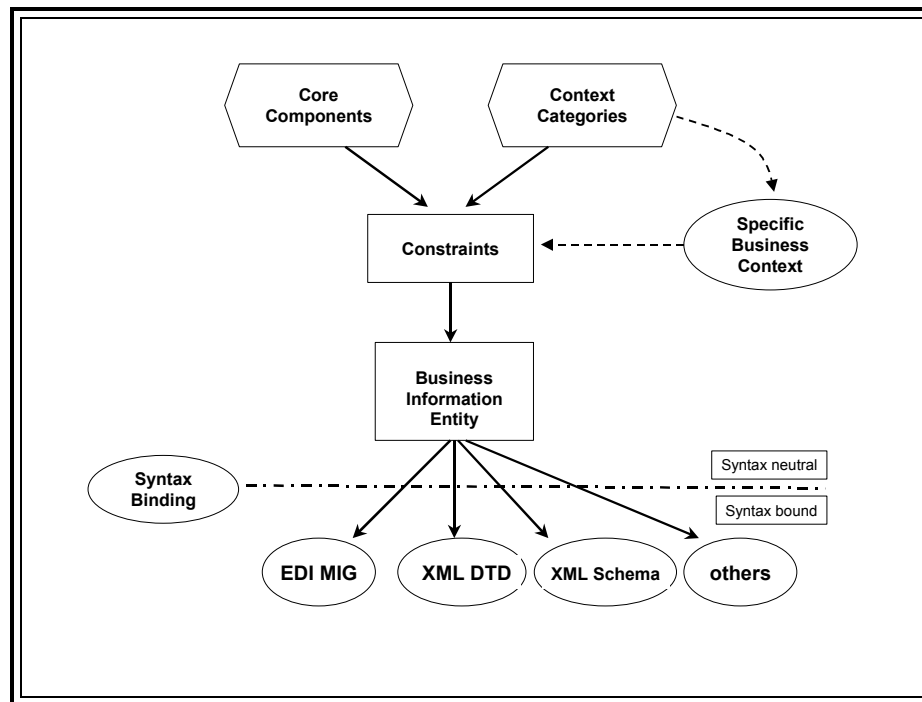 Core
Components
Context
Categories
Specific
Business
Context
Constraints
Business
Information
Entity
Syntax
Binding
Syntax neutral
Syntax bound
EDI MIG
XML DTD
XML Schema
others